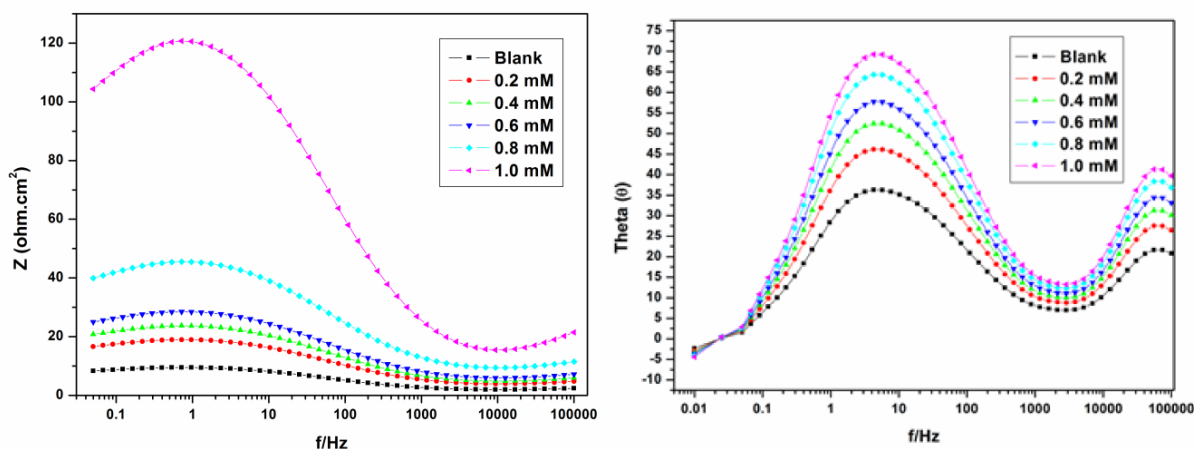 120
100
80
60
40
20
0
Z (ohm.cm²)
0.1 1 10 100 1000 10000 100000
f/Hz
Blank
0.2 mM
0.4 mM
0.6 mM
0.8 mM
1.0 mM
75
70
65
60
55
50
45
40
35
30
25
20
15
10
5
0
-5
-10
Theta (θ)
0.01 0.1 1 10 100 1000 10000 100000
f/Hz
Blank
0.2 mM
0.4 mM
0.6 mM
0.8 mM
1.0 mM